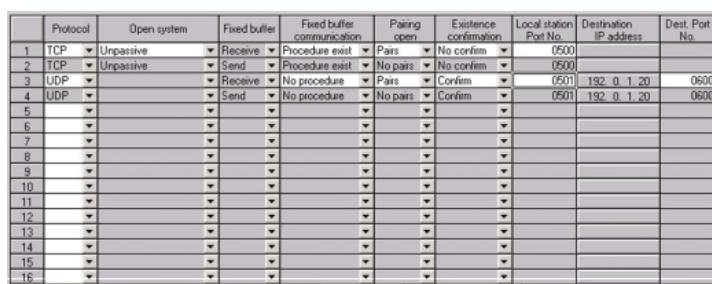 Protocol Open system Fixed buffer Fixed buffer communication Pairing open Existence confirmation Local station Port No. Destination IP address Dest. Port No.
1 TCP Unpassive Receive Procedure exist Pairs No confirm 0500
2 TCP Unpassive Send Procedure exist No pairs No confirm 0500
3 UDP Receive No procedure Pairs Confirm 0501 192. 0. 1. 20 0600
4 UDP Send No procedure No pairs Confirm 0501 192. 0. 1. 20 0600
5
6
7
8
9
10
11
12
13
14
15
16